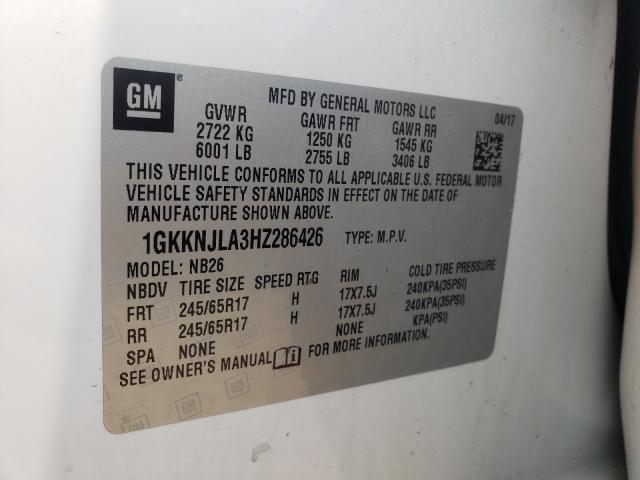 GM ®
MFD BY GENERAL MOTORS LLC
04/17
GVWR GAWR FRT GAWR RR
2722 KG 1250 KG 1545 KG
6001 LB 2755 LB 3406 LB
THIS VEHICLE CONFORMS TO ALL APPLICABLE U.S. FEDERAL MOTOR
VEHICLE SAFETY STANDARDS IN EFFECT ON THE DATE OF
MANUFACTURE SHOWN ABOVE.
1GKKNJLA3HZ286426 TYPE: M.P.V.
MODEL: NB26
NBDV TIRE SIZE SPEED RTG RIM COLD TIRE PRESSURE
FRT 245/65R17 H 17X7.5J 240KPA(35PSI)
RR 245/65R17 H 17X7.5J 240KPA(35PSI)
SPA NONE NONE KPA(PSI)
SEE OWNER'S MANUAL FOR MORE INFORMATION.
GM